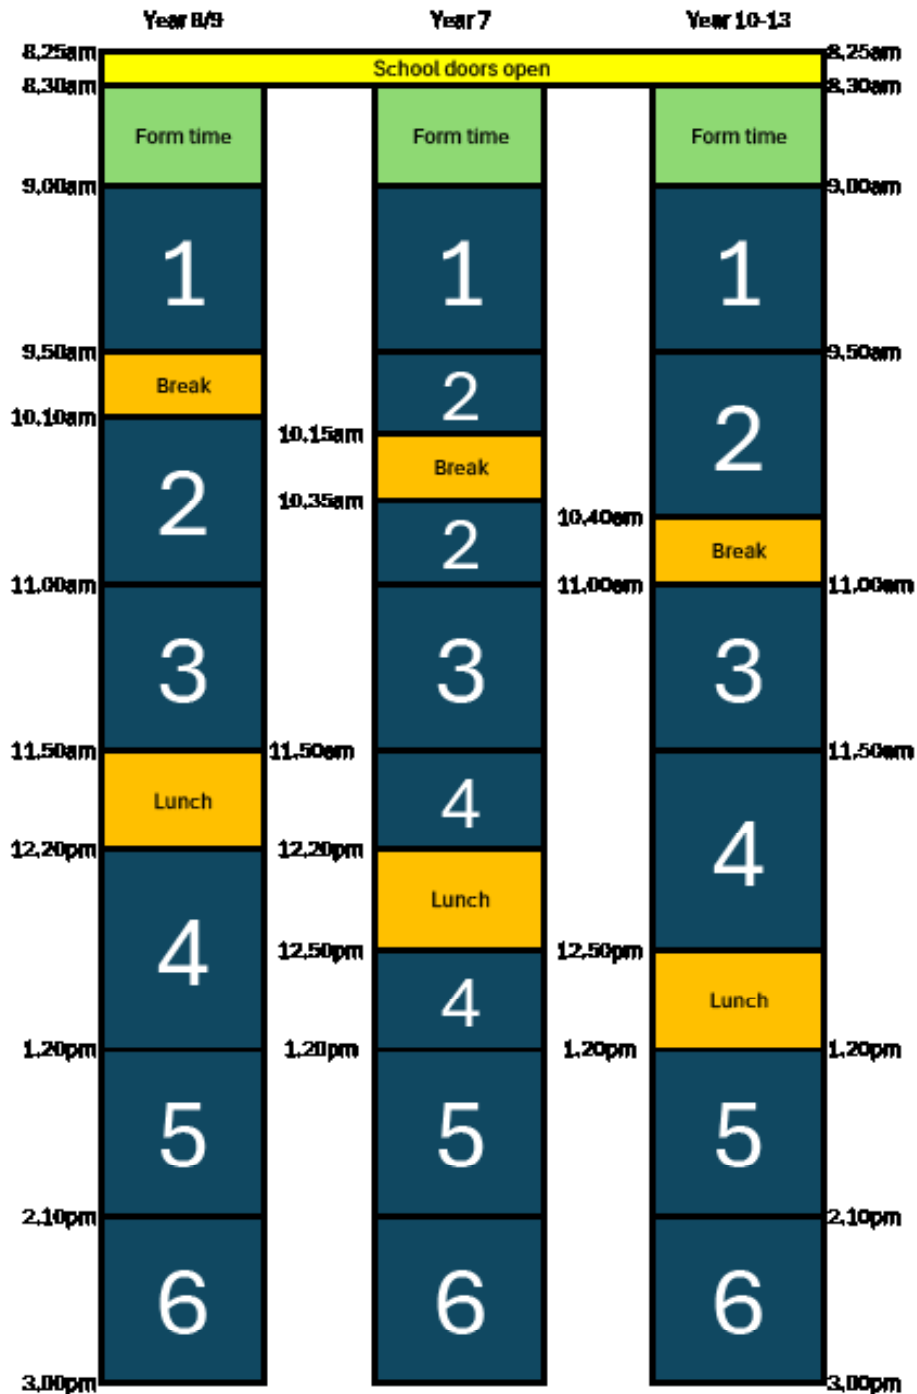 Year 8/9 Year 7 Year 10-13
8.25am 8.25am
School doors open
8.30am 8.30am
Form time Form time Form time
9.00am 9.00am
1 1 1
9.50am 9.50am
Break 2
10.10am
10.15am
2 Break 2
10.35am
10.40am
2 Break
11.00am 11.00am 11.00am
3 3 3
11.50am 11.50am 11.50am
Lunch 4
12.20pm 12.20pm
4 Lunch 4
12.50pm 12.50pm
4 Lunch
1.20pm 1.20pm 1.20pm 1.20pm
5 5 5
2.10pm 2.10pm
6 6 6
3.00pm 3.00pm